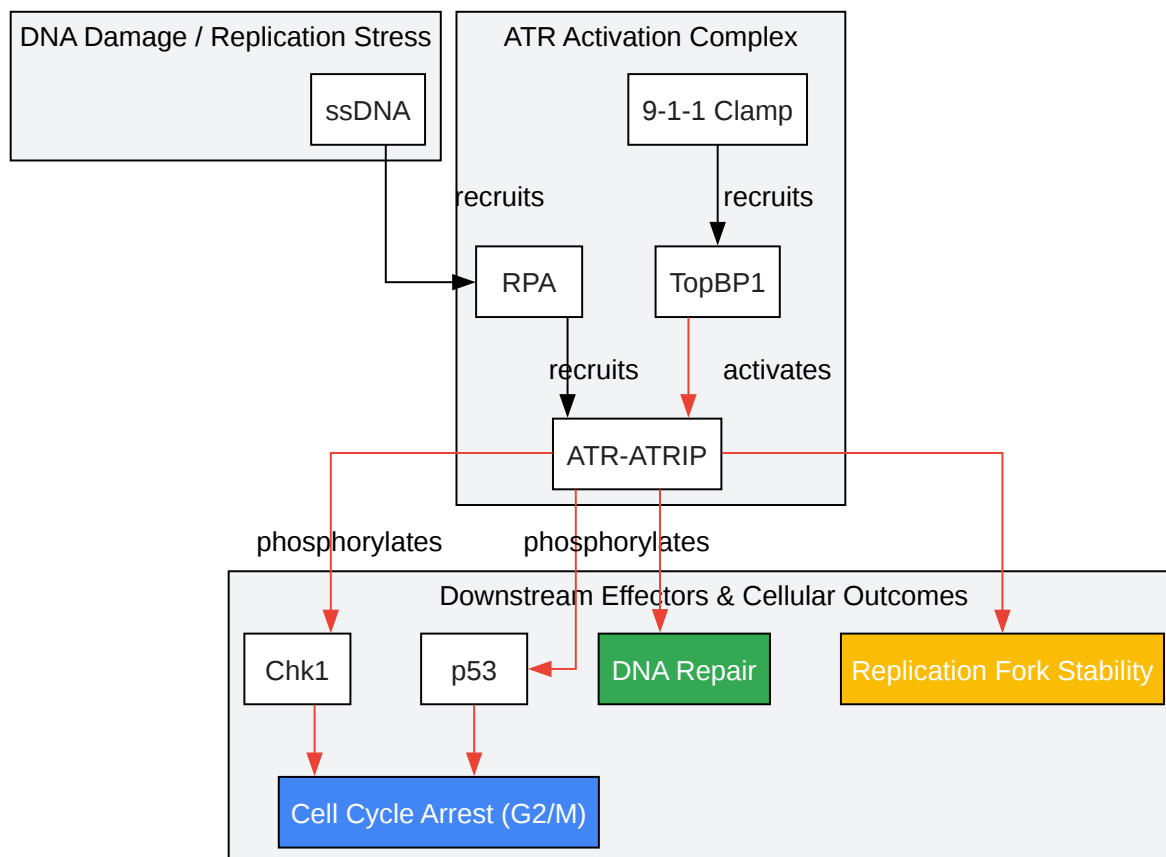 DNA Damage / Replication Stress
ATR Activation Complex
ssDNA
9-1-1 Clamp
recruits
recruits
RPA
TopBP1
recruits
activates
ATR-ATRIP
phosphorylates
phosphorylates
Downstream Effectors & Cellular Outcomes
Chk1
p53
DNA Repair
Replication Fork Stability
Cell Cycle Arrest (G2/M)